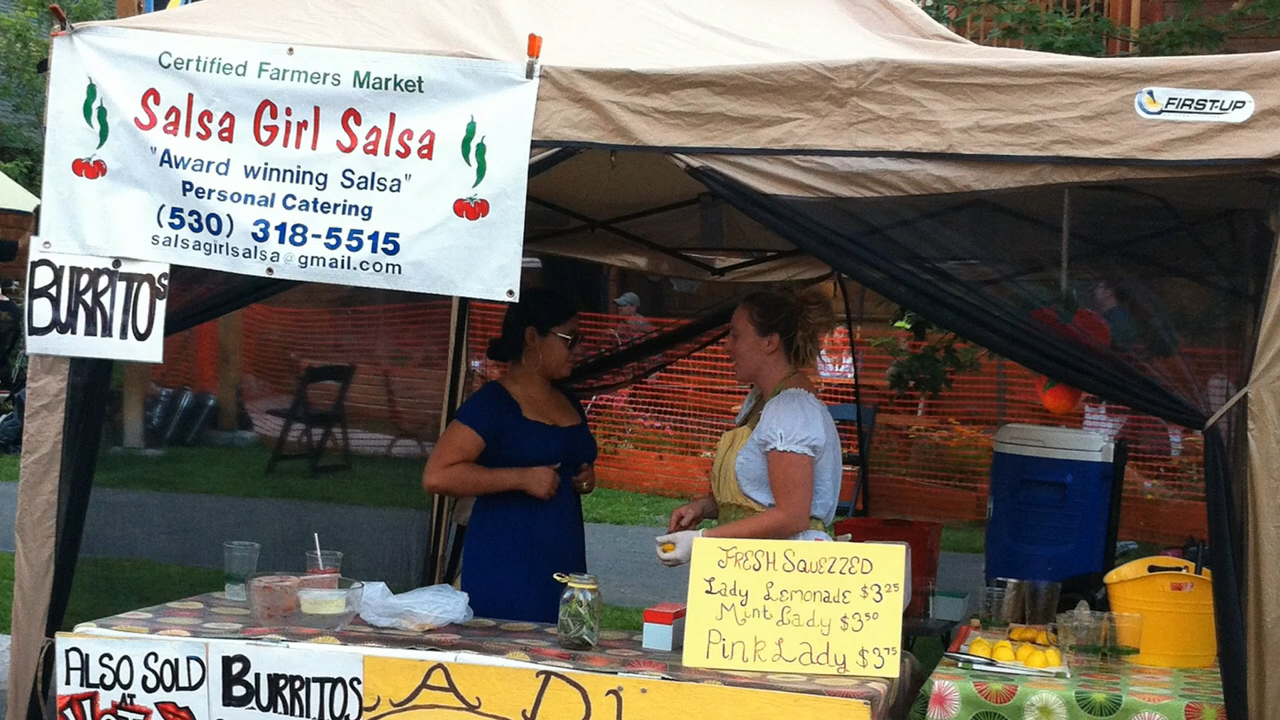 Certified Farmers Market
Salsa Girl Salsa
"Award winning Salsa"
Personal Catering
(530) 318-5515
salsagirlsalsa@gmail.com
BURRITOS
FIRST-UP
FRESH SQUEZZED
Lady Lemonade $3.25
Mint Lady $3.50
Pink Lady $3.75
ALSO SOLD
AT
BURRITOS